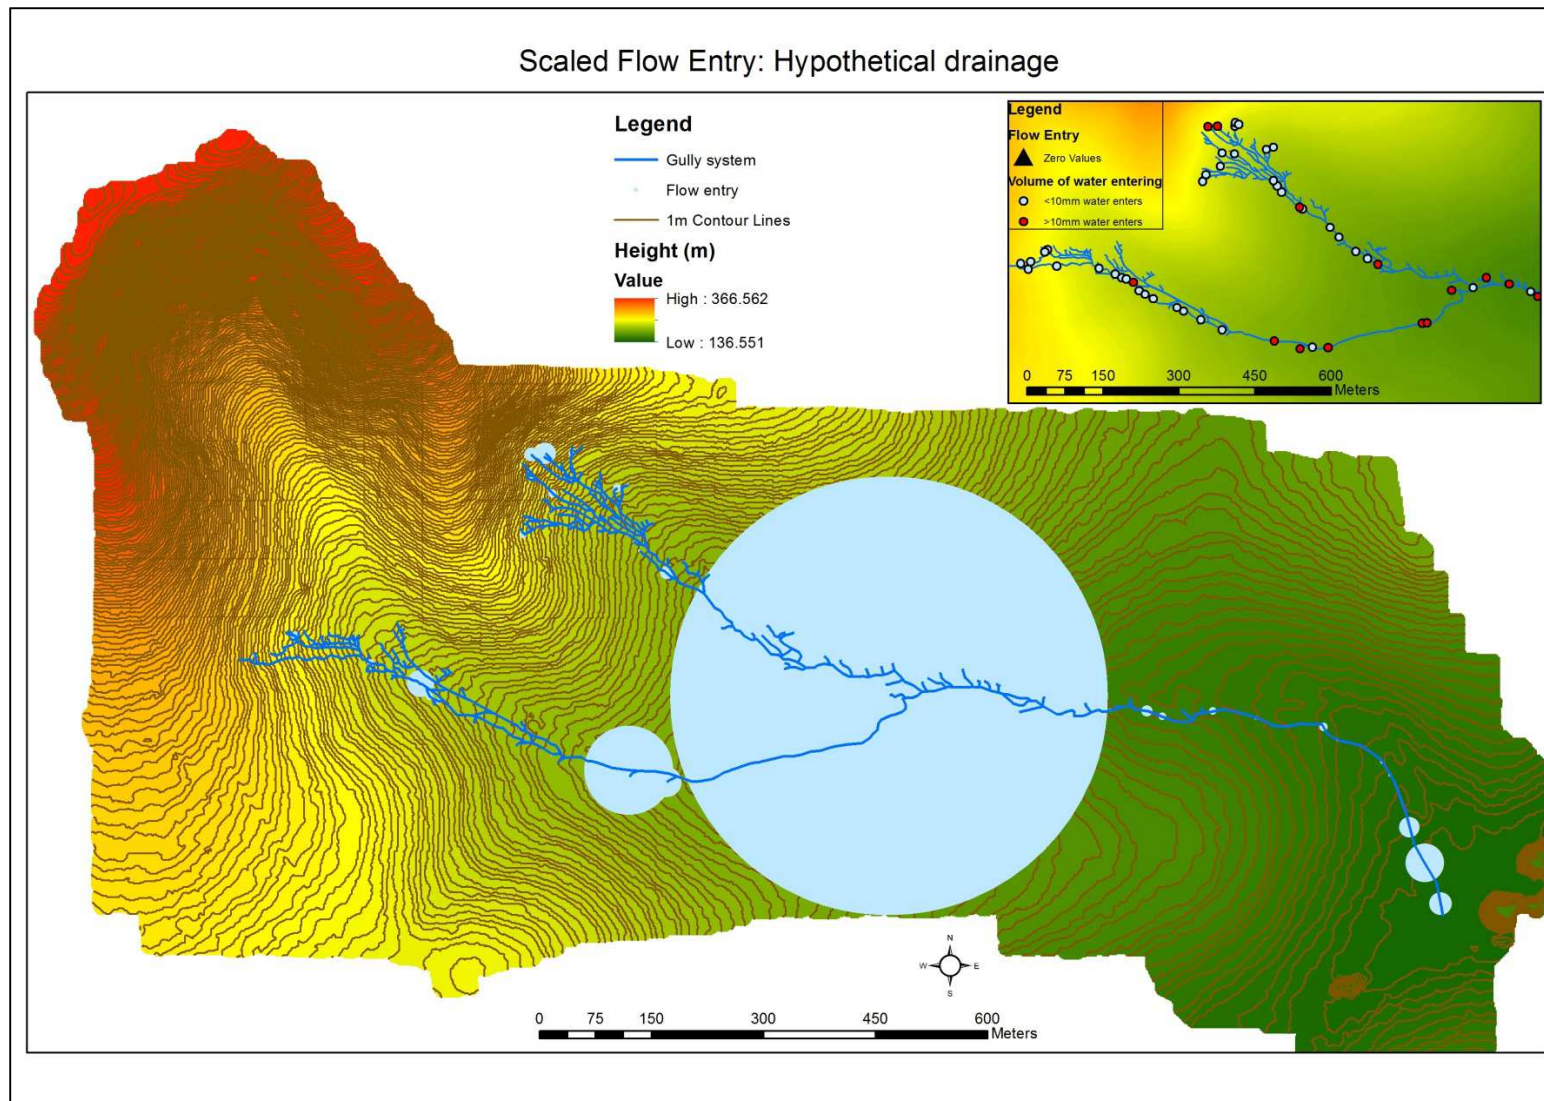 Scaled Flow Entry: Hypothetical drainage
Legend
Gully system
Flow entry
1m Contour Lines
Height (m)
Value
High : 366.562
Low : 136.551
Legend
Flow Entry
Zero Values
Volume of water entering
<10mm water enters
>10mm water enters
0 75 150 300 450 600
Meters
N
W E
S
0 75 150 300 450 600
Meters